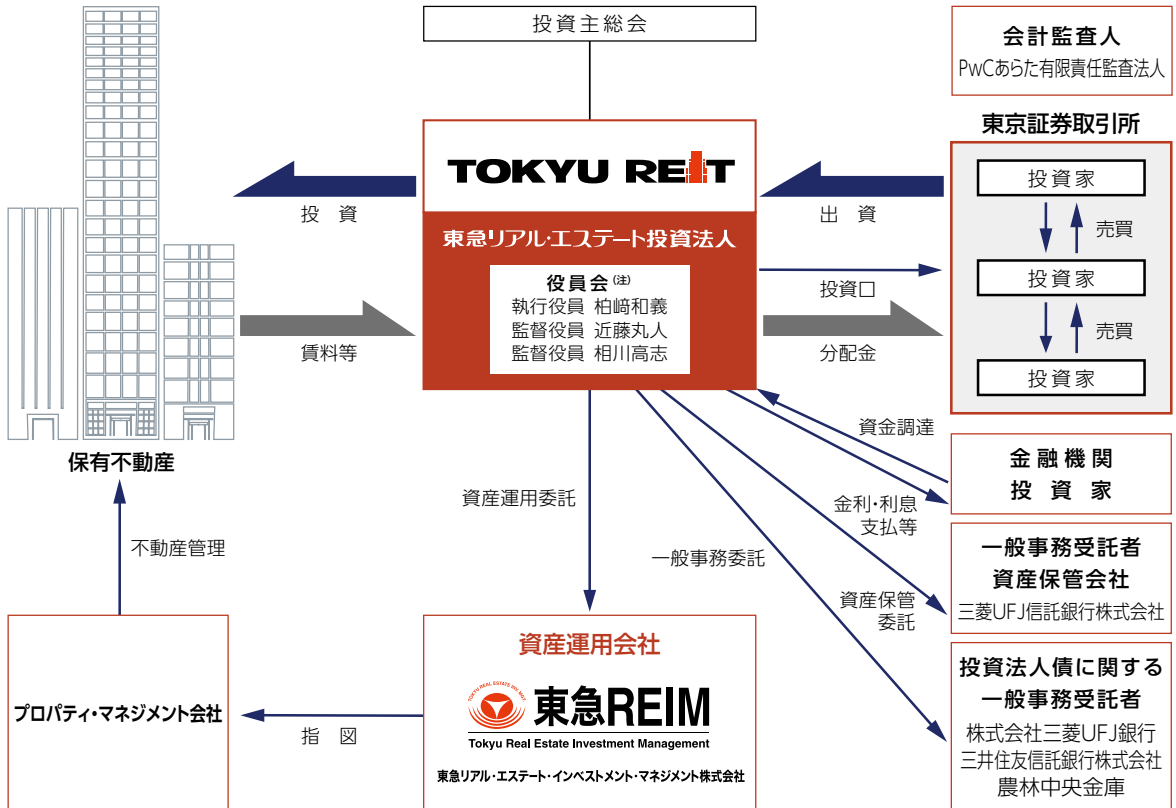 投資主総会
会計監査人
PwCあらた有限責任監査法人
東京証券取引所
投資家
売買
投資家
売買
投資家
TOKYU REIT
東急リアル・エステート投資法人
役員会(注)
執行役員 柏﨑和義
監督役員 近藤丸人
監督役員 相川高志
投資
賃料等
出資
投資口
分配金
保有不動産
不動産管理
資産運用委託
一般事務委託
資金調達
金利・利息
支払等
資産保管
委託
金融機関
投資家
一般事務受託者
資産保管会社
三菱UFJ信託銀行株式会社
投資法人債に関する
一般事務受託者
株式会社三菱UFJ銀行
三井住友信託銀行株式会社
農林中央金庫
プロパティ・マネジメント会社
指図
資産運用会社
TOKYU REAL ESTATE INV. MGT.
東急REIM
Tokyu Real Estate Investment Management
東急リアル・エステート・インベストメント・マネジメント株式会社